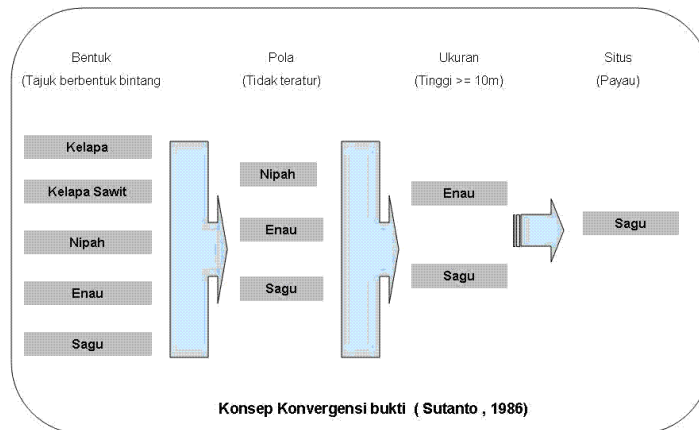 Bentuk
(Tajuk berbentuk bintang
Pola
(Tidak teratur)
Ukuran
(Tinggi >= 10m)
Situs
(Payau)
Kelapa
Kelapa Sawit
Nipah
Enau
Sagu
Nipah
Enau
Sagu
Enau
Sagu
Sagu
Konsep Konvergensi bukti ( Sutanto , 1986)